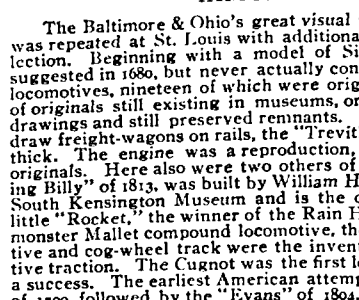 The Baltimore & Ohio's great visual
was repeated at St. Louis with additiona
lection. Beginning with a model of Si
suggested in 1680, but never actually con
locomotives, nineteen of which were orig
of originals still existing in museums, or
drawings and still preserved remnants.
draw freight-wagons on rails, the "Trevit
thick. The engine was a reproduction,
originals. Here also were two others of
ing Billy" of 1813, was built by William H
South Kensington Museum and is the o
little "Rocket," the winner of the Rain H
monster Mallet compound locomotive, th
tive and cog-wheel track were the inven
tive traction. The Cugnot was the first l
a success. The earliest American attemp
followed by the "Evans" of 1804